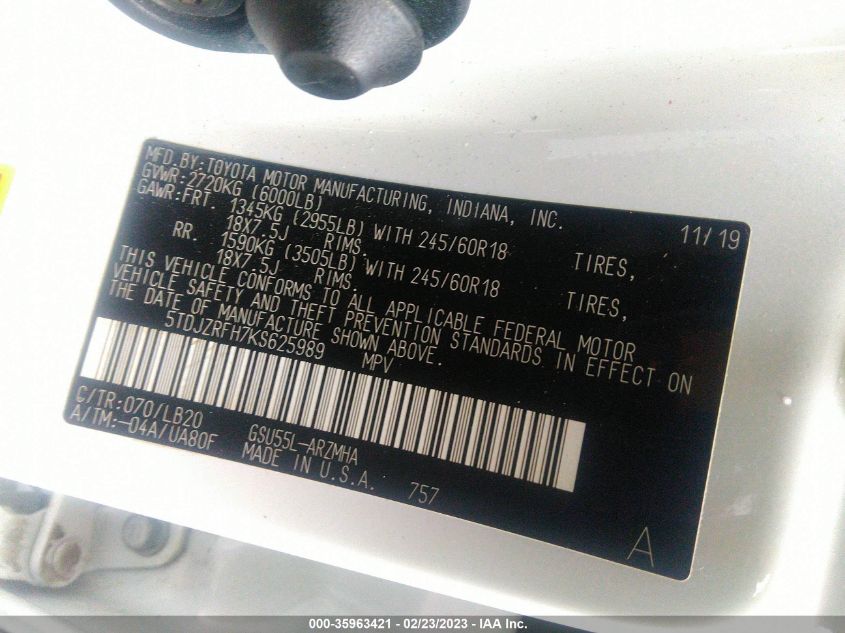 MFD.BY:TOYOTA MOTOR MANUFACTURING, INDIANA, INC.
GVWR:2720KG (6000LB) 11/19
GAWR:FRT. 1345KG (2955LB) WITH 245/60R18 TIRES,
18X7.5J RIMS.
RR. 1590KG (3505LB) WITH 245/60R18 TIRES,
18X7.5J RIMS.
THIS VEHICLE CONFORMS TO ALL APPLICABLE FEDERAL MOTOR
VEHICLE SAFETY AND THEFT PREVENTION STANDARDS IN EFFECT ON
THE DATE OF MANUFACTURE SHOWN ABOVE.
5TDJZRFH7KS625989 MPV
C/TR:070/LB20 GSU55L-ARZMHA
A/TM:-04A/UA80F MADE IN U.S.A. 757
A
000-35963421 - 02/23/2023 - IAA Inc.